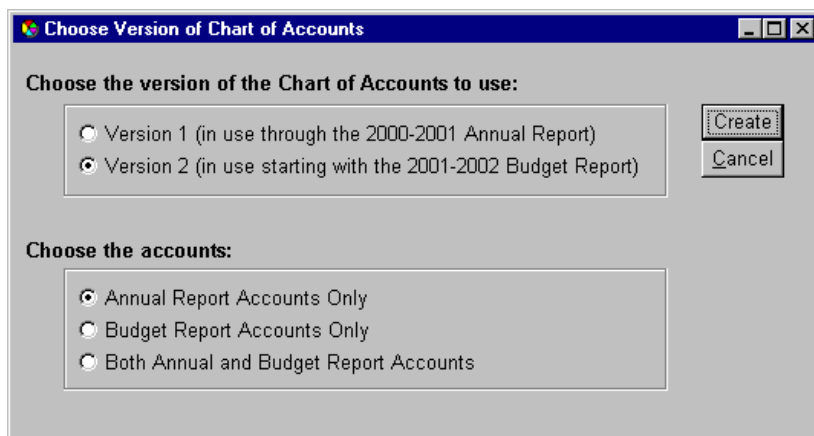 Choose Version of Chart of Accounts
Choose the version of the Chart of Accounts to use:
Version 1 (in use through the 2000-2001 Annual Report)
Version 2 (in use starting with the 2001-2002 Budget Report)
Create
Cancel
Choose the accounts:
Annual Report Accounts Only
Budget Report Accounts Only
Both Annual and Budget Report Accounts